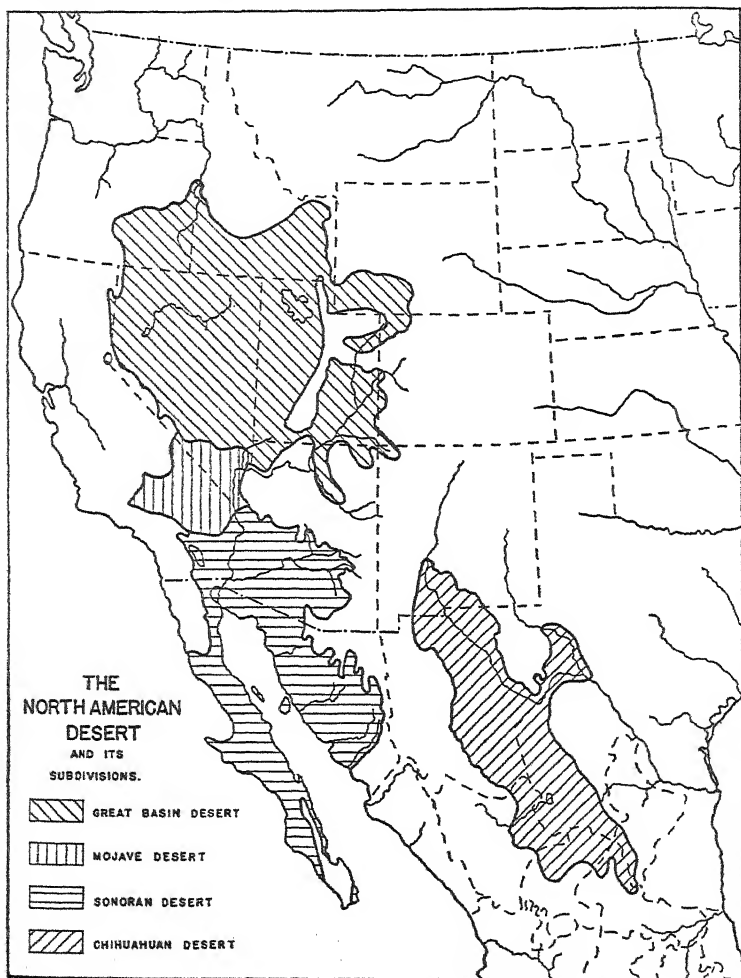 THE
NORTH AMERICAN
DESERT
AND ITS
SUBDIVISIONS.
GREAT BASIN DESERT
MOJAVE DESERT
SONORAN DESERT
CHIHUAHUAN DESERT